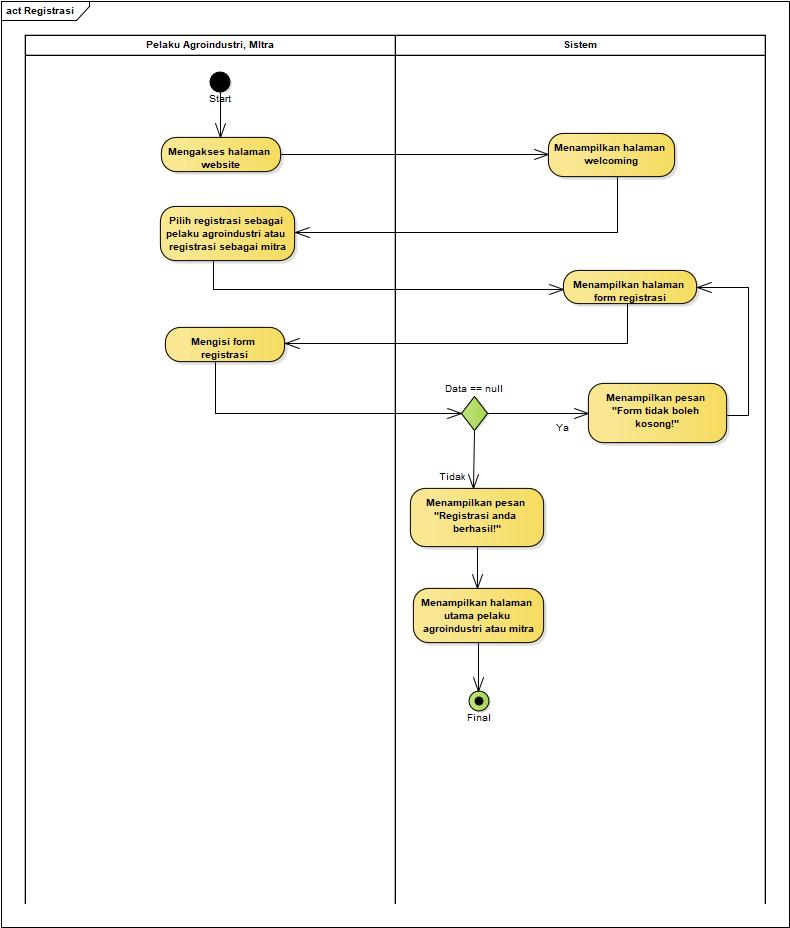 act Registrasi
Pelaku Agroindustri, MItra
Sistem
Start
Mengakses halaman
website
Menampilkan halaman
welcoming
Pilih registrasi sebagai
pelaku agroindustri atau
registrasi sebagai mitra
Menampilkan halaman
form registrasi
Mengisi form
registrasi
Data == null
Menampilkan pesan
"Form tidak boleh
kosong!"
Ya
Tidak
Menampilkan pesan
"Registrasi anda
berhasil!"
Menampilkan halaman
utama pelaku
agroindustri atau mitra
Final